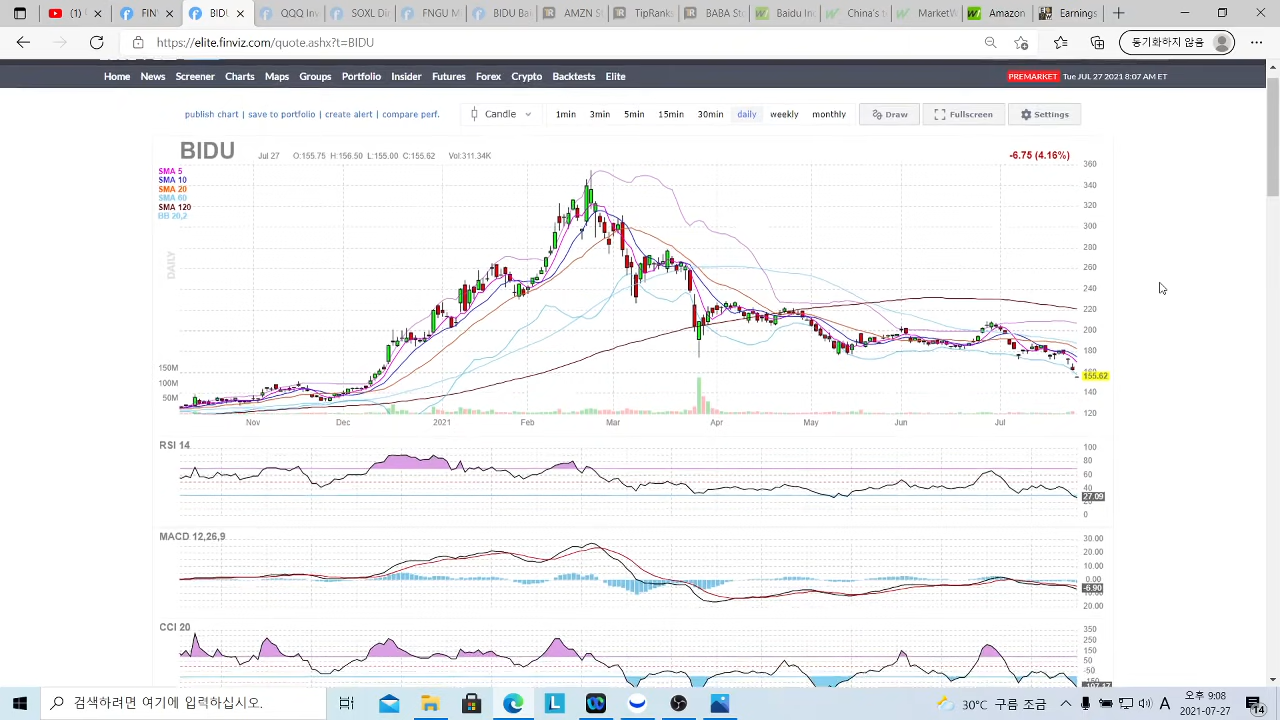 QQQ in:
SOXL Dir
F Ford M
BIDU Bai
AMZN S
BABA St
Baidu In
China's
MarketW
Amazon
Earnings
https://elite.finviz.com/quote.ashx?t=BIDU
동기화하지 않음
Home News Screener Charts Maps Groups Portfolio Insider Futures Forex Crypto Backtests Elite
PREMARKET Tue JUL 27 2021 8:07 AM ET
publish chart | save to portfolio | create alert | compare perf.
Candle
1min 3min 5min 15min 30min daily weekly monthly
Draw Fullscreen Settings
BIDU Jul 27 O:155.75 H:156.50 L:155.00 C:155.62 Vol:311.34K
-6.75 (4.16%)
SMA 5
SMA 10
SMA 20
SMA 60
SMA 120
BB 20,2
DAILY
360
340
320
300
280
260
240
220
200
180
160
155.62
140
120
150M
100M
50M
Nov Dec 2021 Feb Mar Apr May Jun Jul
RSI 14
100
80
60
40
27.09
20
0
MACD 12,26,9
30.00
20.00
10.00
0.00
-6.90
10.00
20.00
CCI 20
350
250
150
50
-50
검색하려면 여기에 입력하십시오.
30°C 구름 조금
A
오후 9:08
2021-07-27